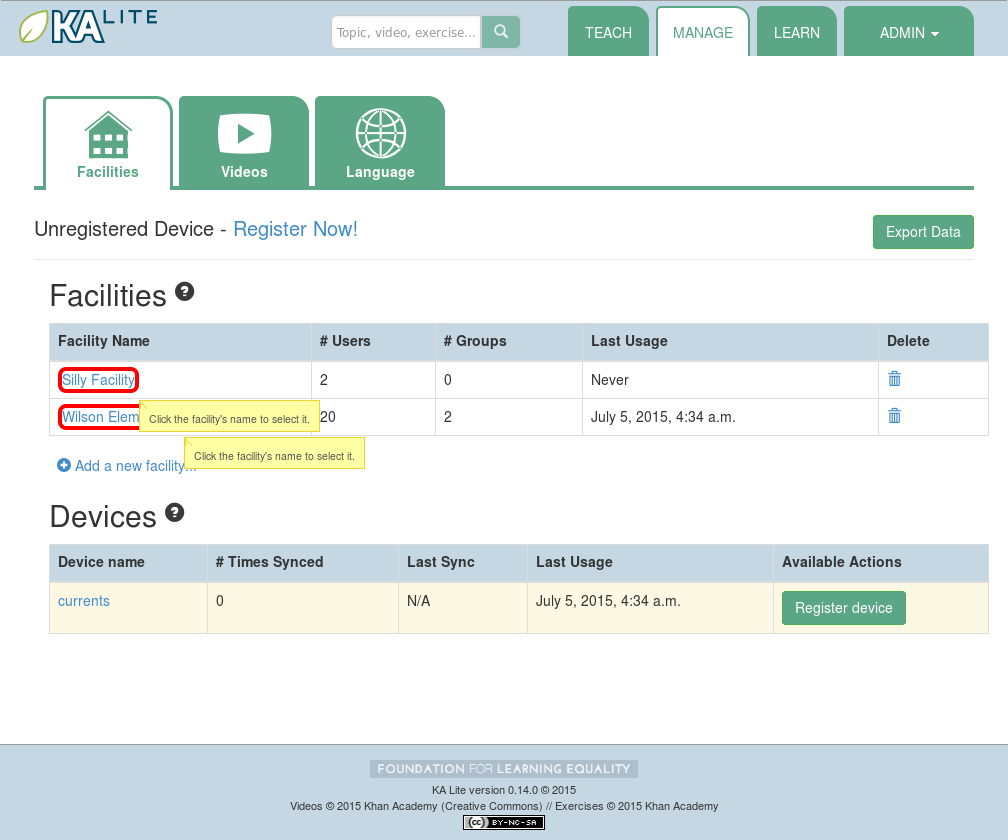 KA LITE
Topic, video, exercise...
TEACH
MANAGE
LEARN
ADMIN
Facilities
Videos
Language
Unregistered Device - Register Now!
Export Data
Facilities ?
Facility Name # Users # Groups Last Usage Delete
Silly Facility 2 0 Never
Wilson Elem 20 2 July 5, 2015, 4:34 a.m.
Click the facility's name to select it.
Click the facility's name to select it.
Add a new facility...
Devices ?
Device name # Times Synced Last Sync Last Usage Available Actions
currents 0 N/A July 5, 2015, 4:34 a.m. Register device
FOUNDATION FOR LEARNING EQUALITY
KA Lite version 0.14.0 © 2015
Videos © 2015 Khan Academy (Creative Commons) // Exercises © 2015 Khan Academy
cc BY-NC-SA